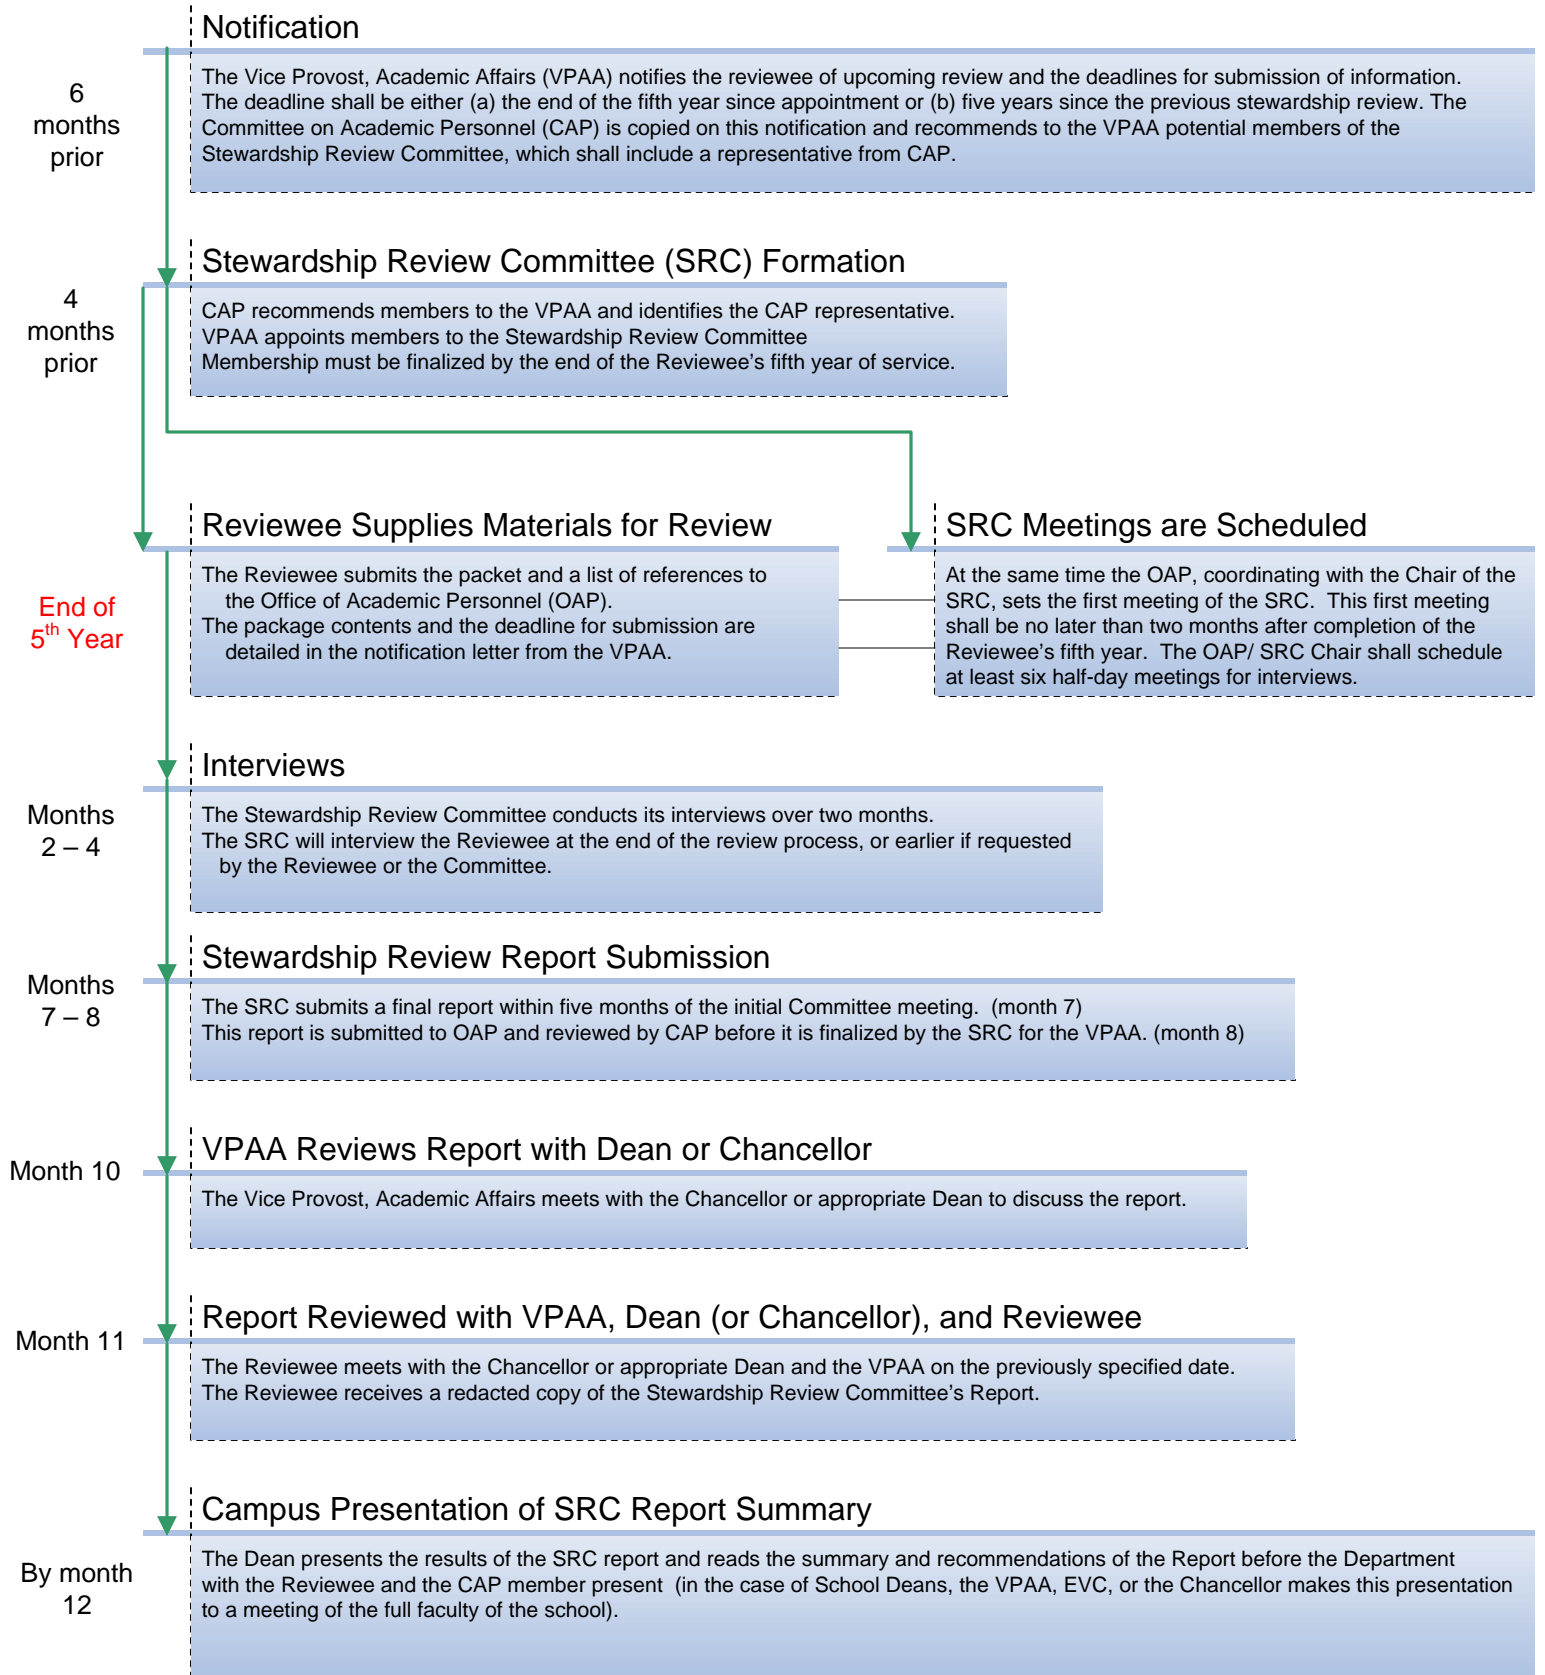 Notification
6
months
prior
The Vice Provost, Academic Affairs (VPAA) notifies the reviewee of upcoming review and the deadlines for submission of information.
The deadline shall be either (a) the end of the fifth year since appointment or (b) five years since the previous stewardship review. The
Committee on Academic Personnel (CAP) is copied on this notification and recommends to the VPAA potential members of the
Stewardship Review Committee, which shall include a representative from CAP.
Stewardship Review Committee (SRC) Formation
4
months
prior
CAP recommends members to the VPAA and identifies the CAP representative.
VPAA appoints members to the Stewardship Review Committee
Membership must be finalized by the end of the Reviewee’s fifth year of service.
Reviewee Supplies Materials for Review
End of
5th Year
The Reviewee submits the packet and a list of references to
the Office of Academic Personnel (OAP).
The package contents and the deadline for submission are
detailed in the notification letter from the VPAA.
SRC Meetings are Scheduled
At the same time the OAP, coordinating with the Chair of the
SRC, sets the first meeting of the SRC. This first meeting
shall be no later than two months after completion of the
Reviewee’s fifth year. The OAP/ SRC Chair shall schedule
at least six half-day meetings for interviews.
Interviews
Months
2 – 4
The Stewardship Review Committee conducts its interviews over two months.
The SRC will interview the Reviewee at the end of the review process, or earlier if requested
by the Reviewee or the Committee.
Stewardship Review Report Submission
Months
7 – 8
The SRC submits a final report within five months of the initial Committee meeting. (month 7)
This report is submitted to OAP and reviewed by CAP before it is finalized by the SRC for the VPAA. (month 8)
VPAA Reviews Report with Dean or Chancellor
Month 10
The Vice Provost, Academic Affairs meets with the Chancellor or appropriate Dean to discuss the report.
Report Reviewed with VPAA, Dean (or Chancellor), and Reviewee
Month 11
The Reviewee meets with the Chancellor or appropriate Dean and the VPAA on the previously specified date.
The Reviewee receives a redacted copy of the Stewardship Review Committee’s Report.
Campus Presentation of SRC Report Summary
By month
12
The Dean presents the results of the SRC report and reads the summary and recommendations of the Report before the Department
with the Reviewee and the CAP member present (in the case of School Deans, the VPAA, EVC, or the Chancellor makes this presentation
to a meeting of the full faculty of the school).